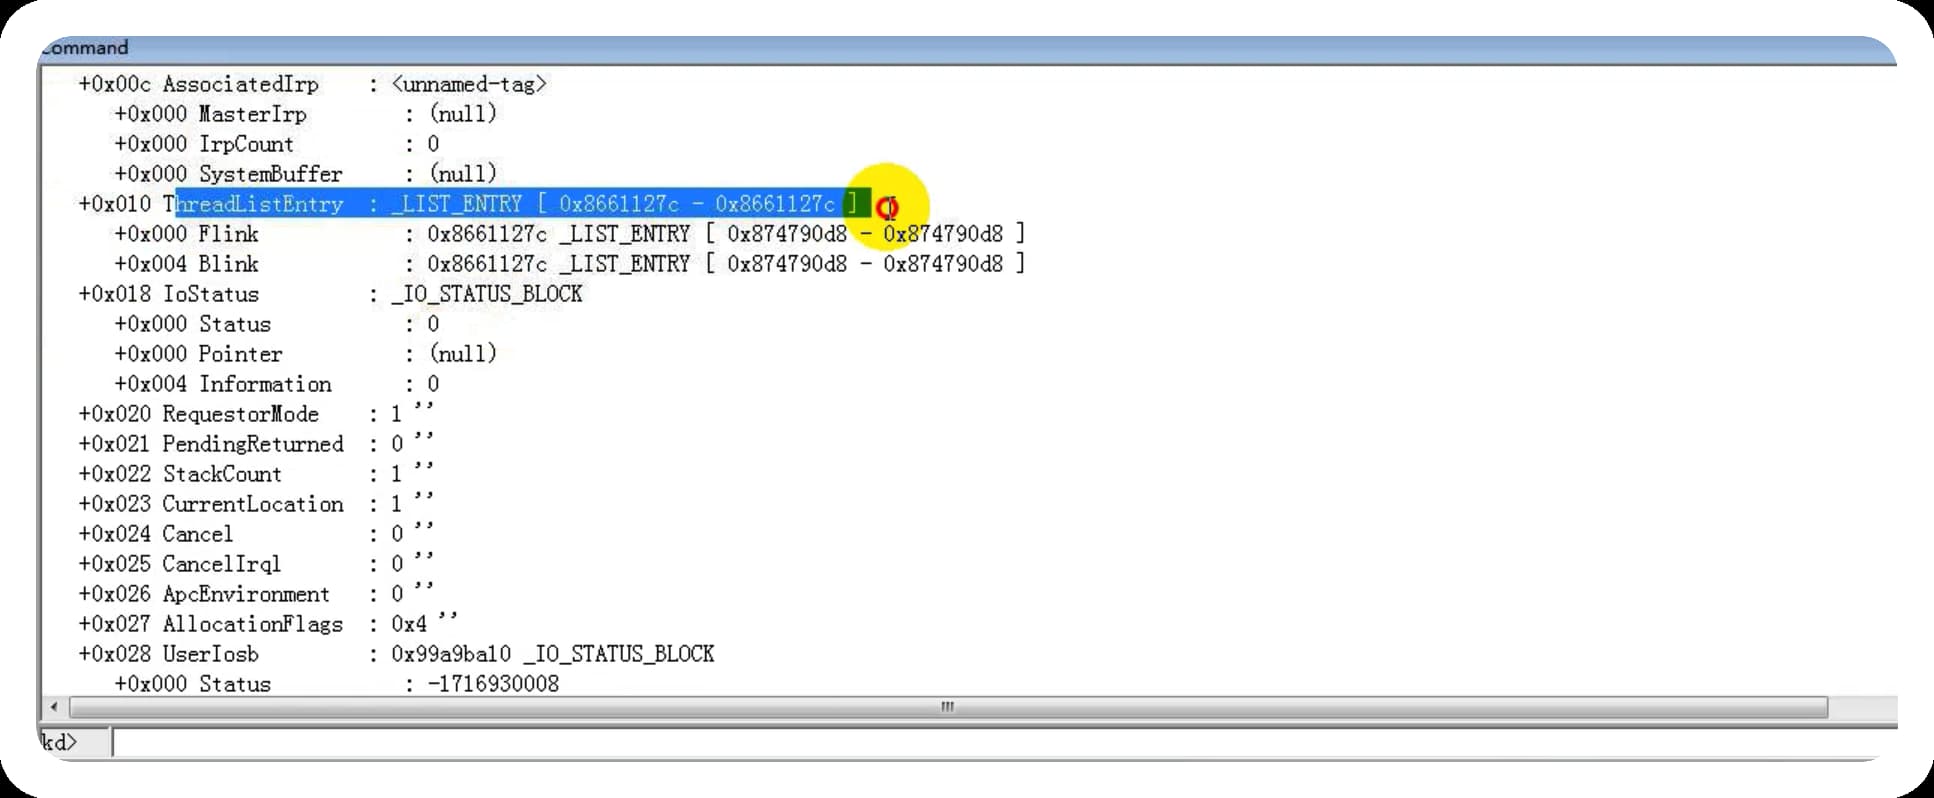 Command
+0x00c AssociatedIrp : <unnamed-tag>
+0x000 MasterIrp : (null)
+0x000 IrpCount : 0
+0x000 SystemBuffer : (null)
+0x010 ThreadListEntry : _LIST_ENTRY [ 0x8661127c - 0x8661127c ]
+0x000 Flink : 0x8661127c _LIST_ENTRY [ 0x874790d8 - 0x874790d8 ]
+0x004 Blink : 0x8661127c _LIST_ENTRY [ 0x874790d8 - 0x874790d8 ]
+0x018 IoStatus : _IO_STATUS_BLOCK
+0x000 Status : 0
+0x000 Pointer : (null)
+0x004 Information : 0
+0x020 RequestorMode : 1 ''
+0x021 PendingReturned : 0 ''
+0x022 StackCount : 1 ''
+0x023 CurrentLocation : 1 ''
+0x024 Cancel : 0 ''
+0x025 CancelIrql : 0 ''
+0x026 ApcEnvironment : 0 ''
+0x027 AllocationFlags : 0x4 ''
+0x028 UserIosb : 0x99a9ba10 _IO_STATUS_BLOCK
+0x000 Status : -1716930008
kd>